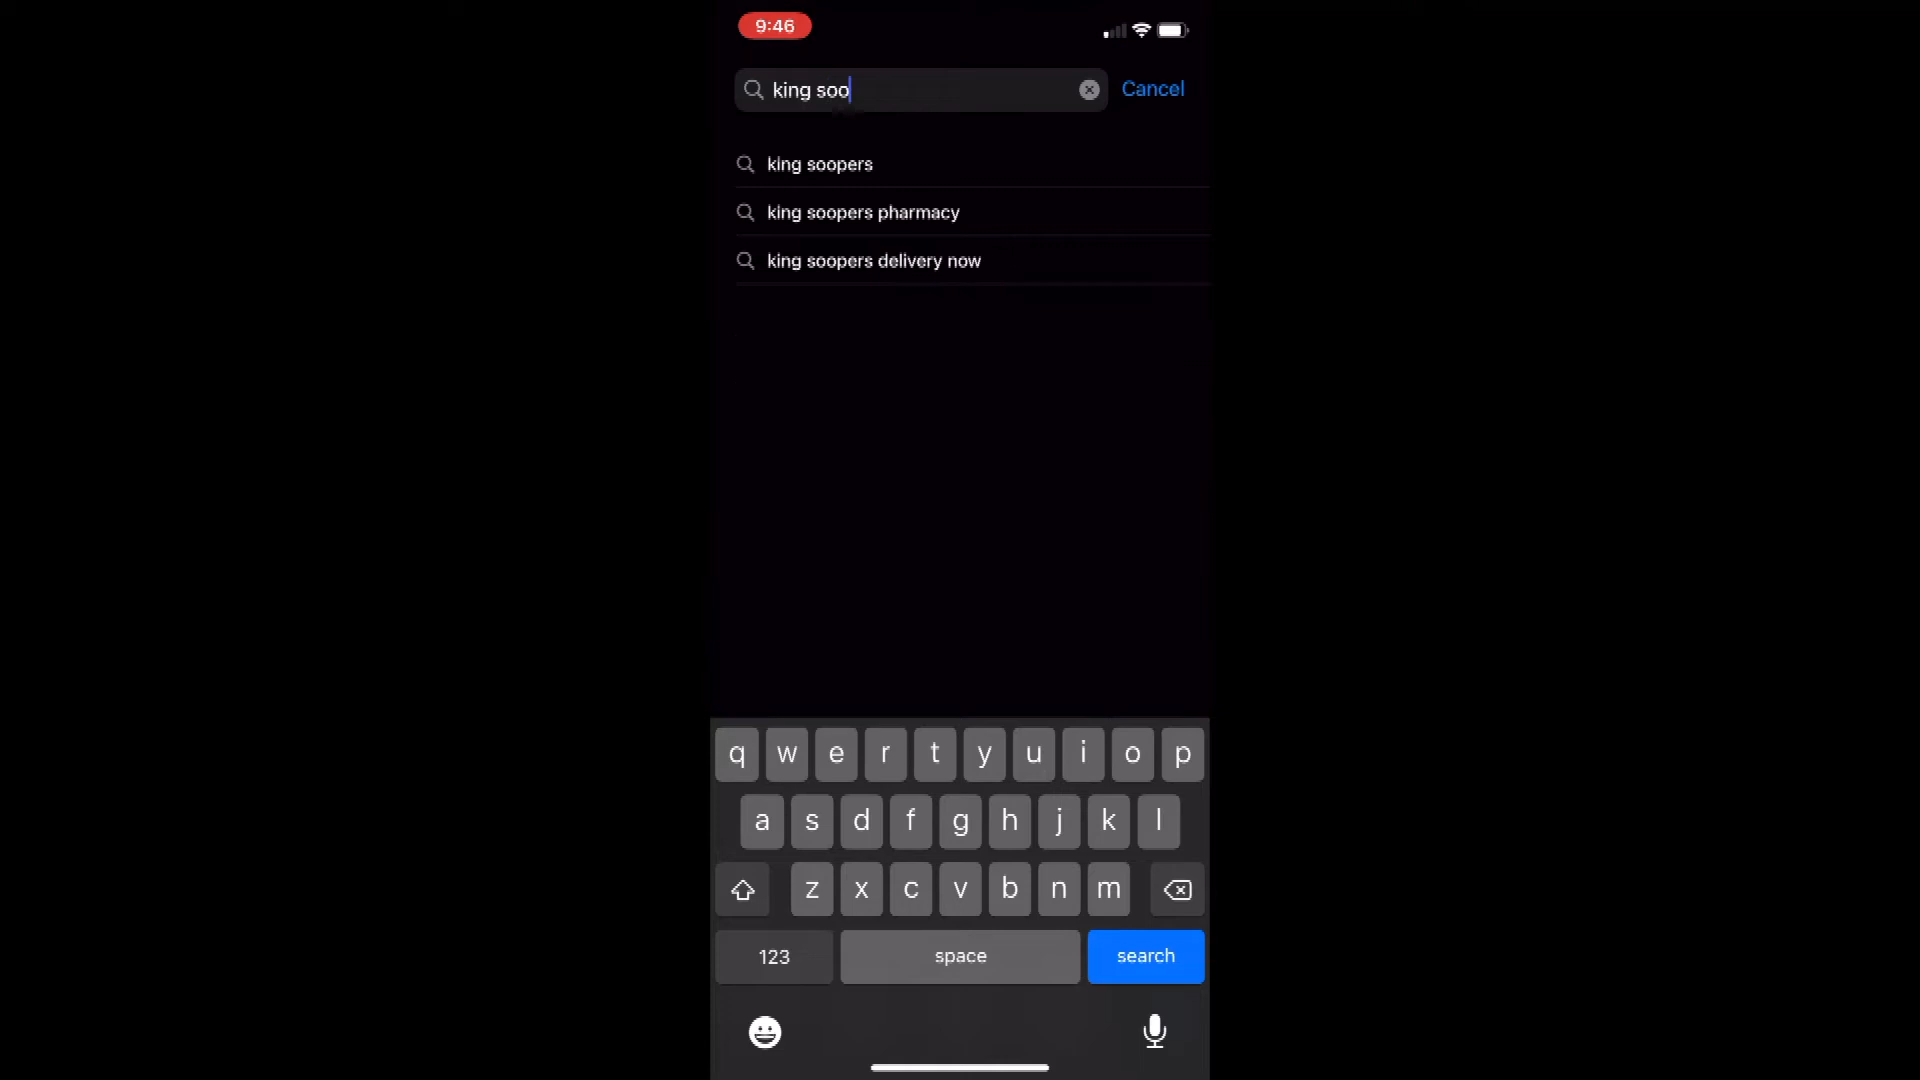 9:46
king soo
Cancel
king soopers
king soopers pharmacy
king soopers delivery now
q w e r t y u i o p
a s d f g h j k l
z x c v b n m
123 space search